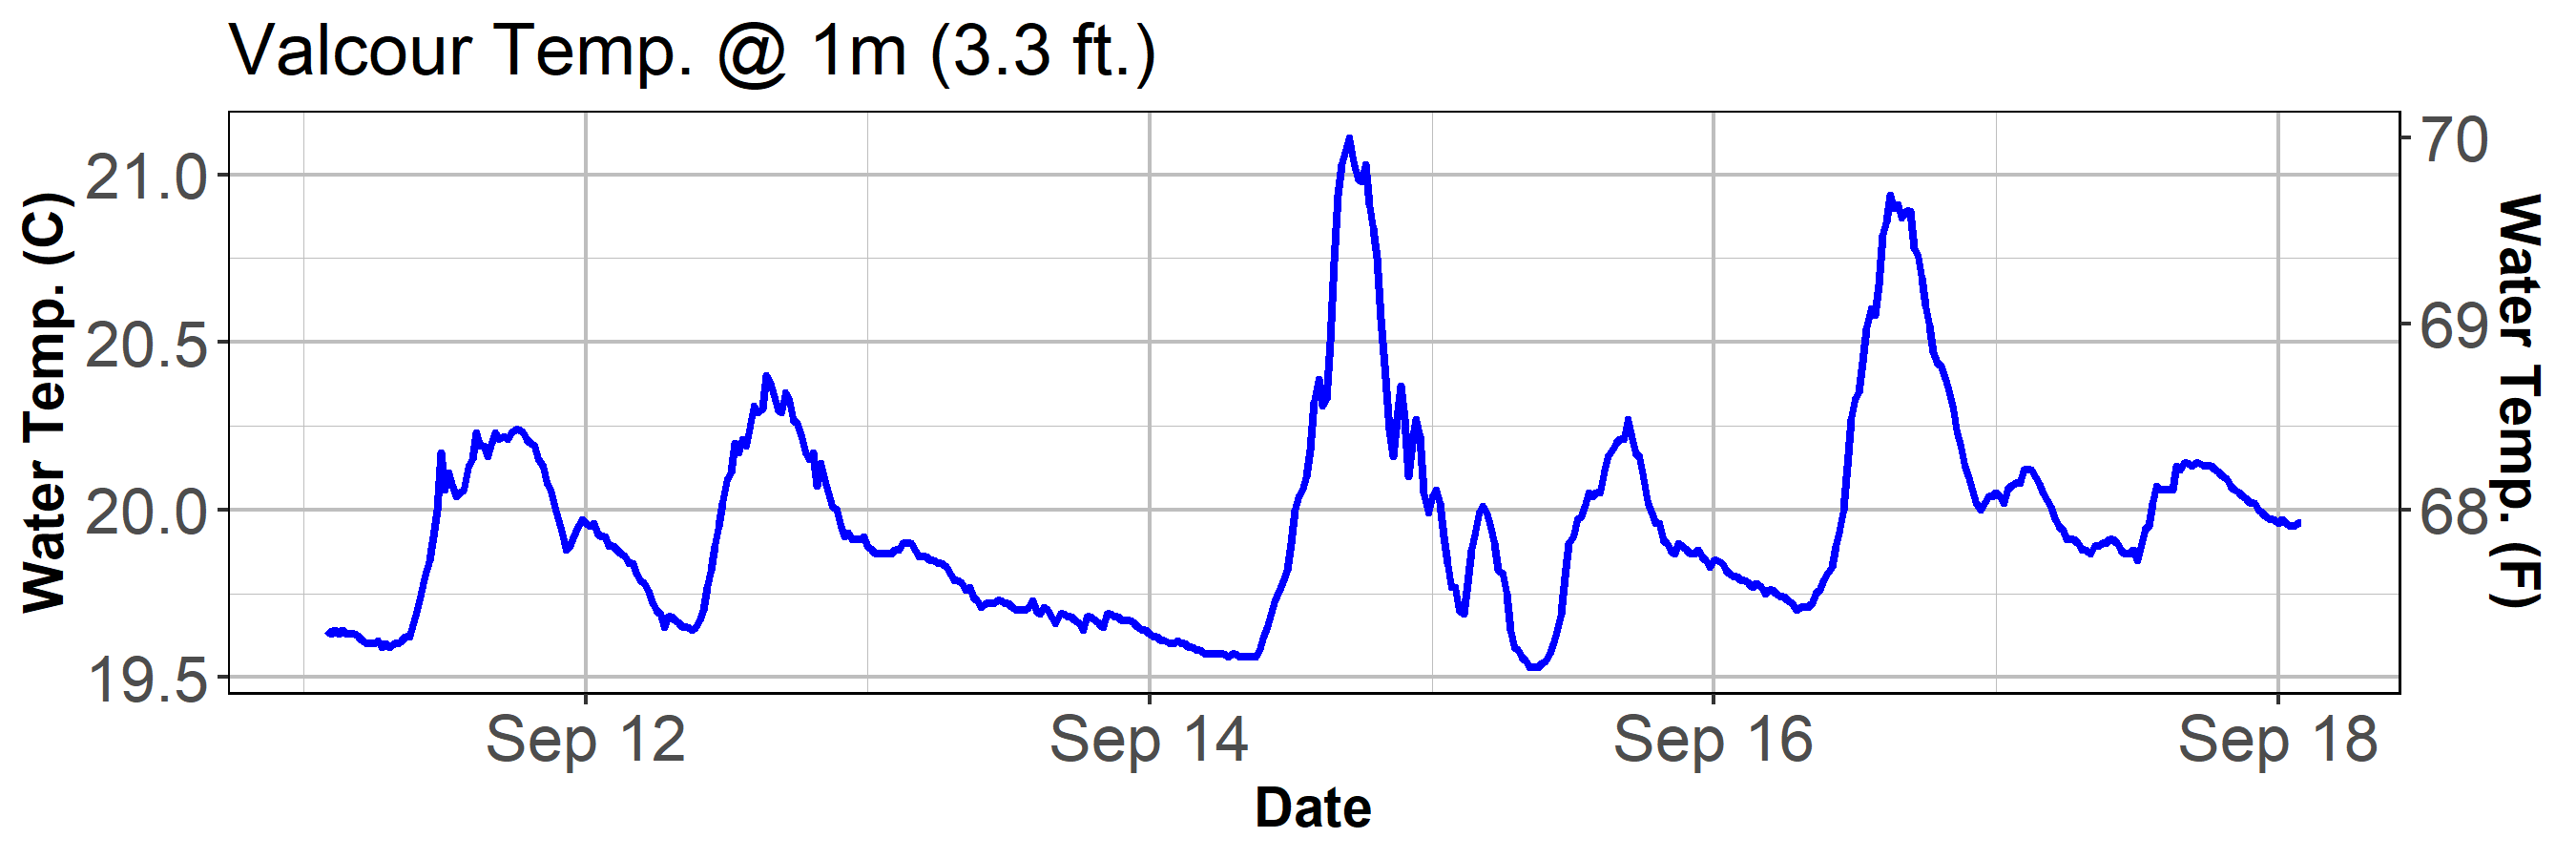 Valcour Temp. @ 1m (3.3 ft.)
Water Temp. (C)
21.0
20.5
20.0
19.5
70
69
68
Water Temp. (F)
Sep 12
Sep 14
Sep 16
Sep 18
Date